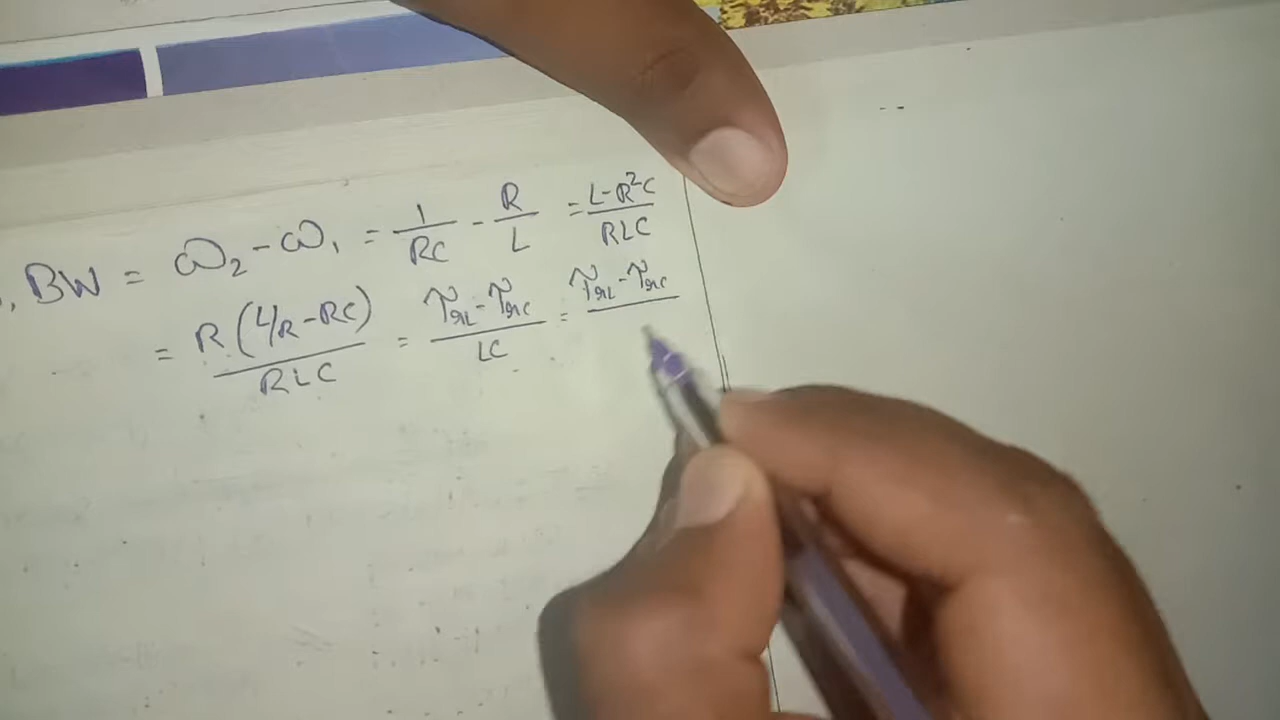 , BW = ω₂ - ω₁ = 1/RC - R/L = L-R²C/RLC
= R(L/R-RC)/RLC = τ_RL - τ_RC/LC = τ_RL - τ_RC/